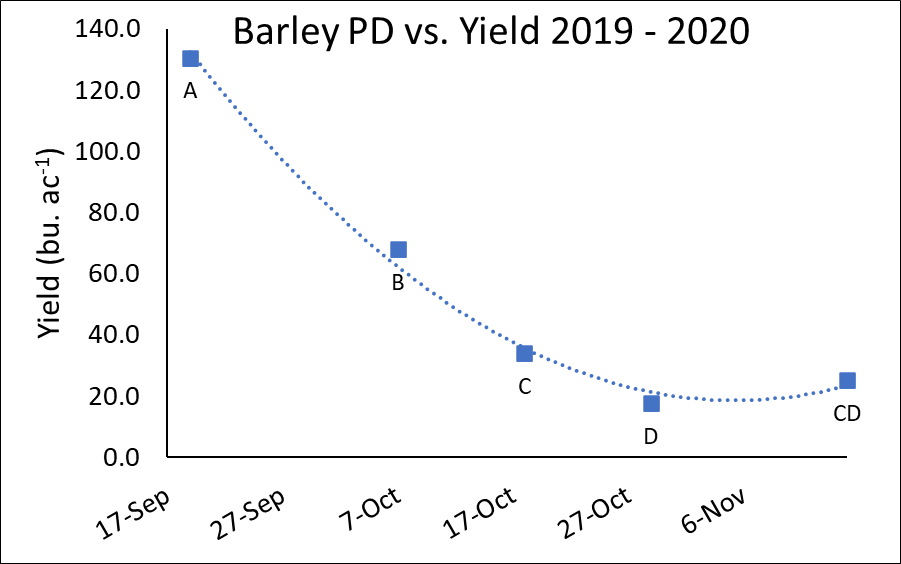 Barley PD vs. Yield 2019 - 2020
Yield (bu. ac⁻¹)
140.0
120.0
100.0
80.0
60.0
40.0
20.0
0.0
A
B
C
D
CD
17-Sep
27-Sep
7-Oct
17-Oct
27-Oct
6-Nov